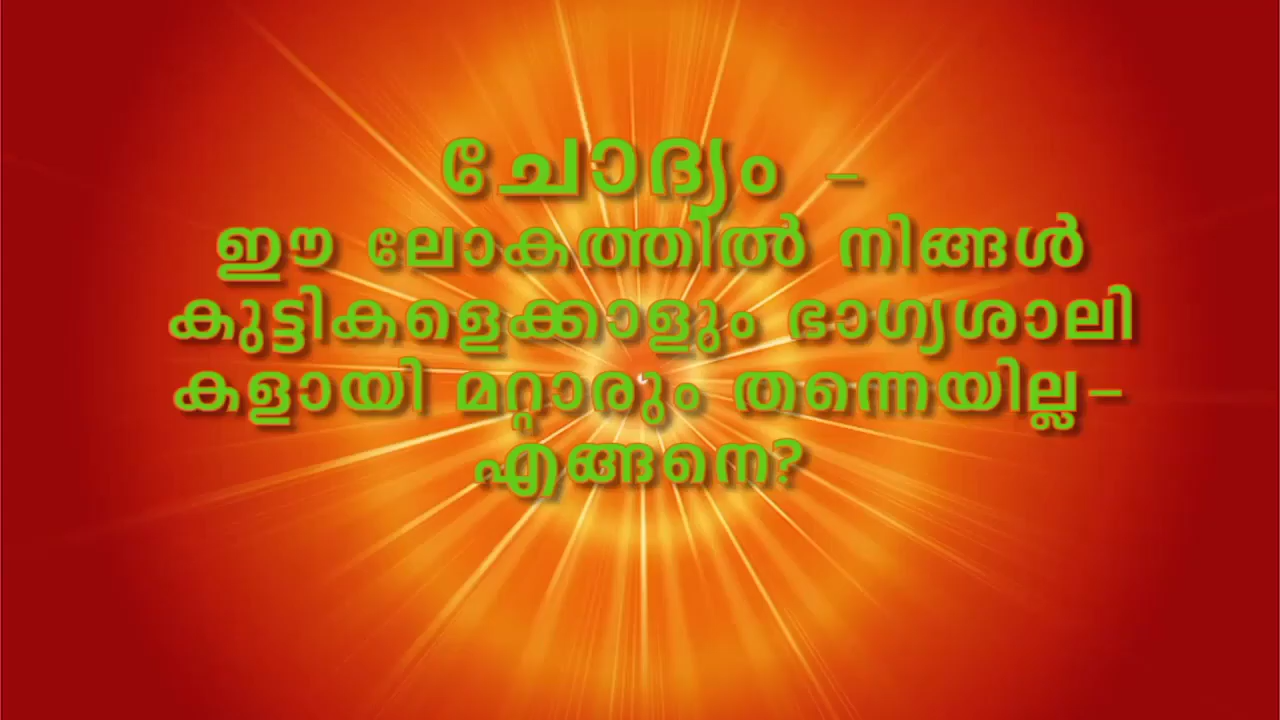 ചോദ്യം -
ഈ ലോകത്തിൽ നിങ്ങൾ
കുട്ടികളെക്കാളും ഭാഗ്യശാലി
കളായി മറ്റാരും തന്നെയില്ല-
എങ്ങനെ?